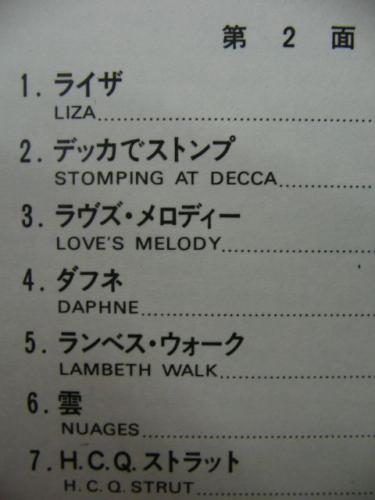 第 2 面
1. ライザ
LIZA
2. デッカでストンプ
STOMPING AT DECCA
3. ラヴズ・メロディー
LOVE'S MELODY
4. ダフネ
DAPHNE
5. ランベス・ウォーク
LAMBETH WALK
6. 雲
NUAGES
7. H.C.Q. ストラット
H.C.Q. STRUT